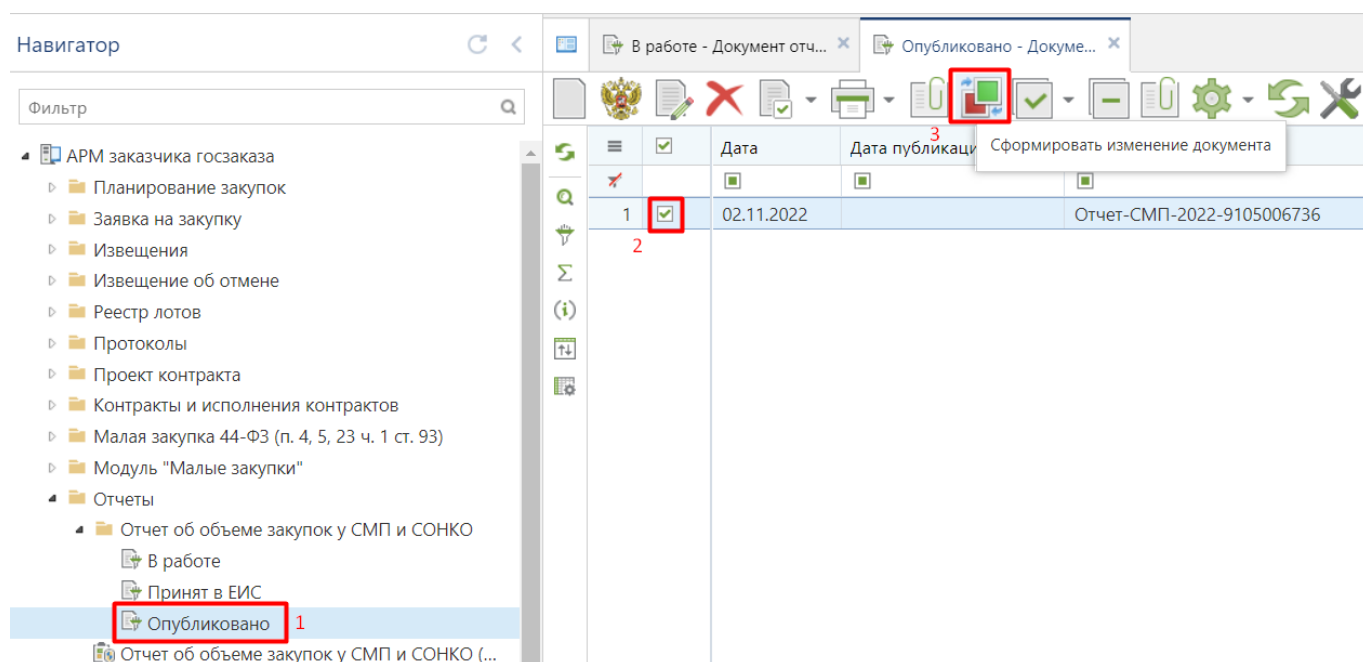 Навигатор
В работе - Документ отч...
Опубликовано - Докуме...
Фильтр
3
Сформировать изменение документа
Дата
Дата публикаци
1
02.11.2022
Отчет-СМП-2022-9105006736
2
АРМ заказчика госзаказа
Планирование закупок
Заявка на закупку
Извещения
Извещение об отмене
Реестр лотов
Протоколы
Проект контракта
Контракты и исполнения контрактов
Малая закупка 44-ФЗ (п. 4, 5, 23 ч. 1 ст. 93)
Модуль "Малые закупки"
Отчеты
Отчет об объеме закупок у СМП и СОНКО
В работе
Принят в ЕИС
Опубликовано 1
Отчет об объеме закупок у СМП и СОНКО (...